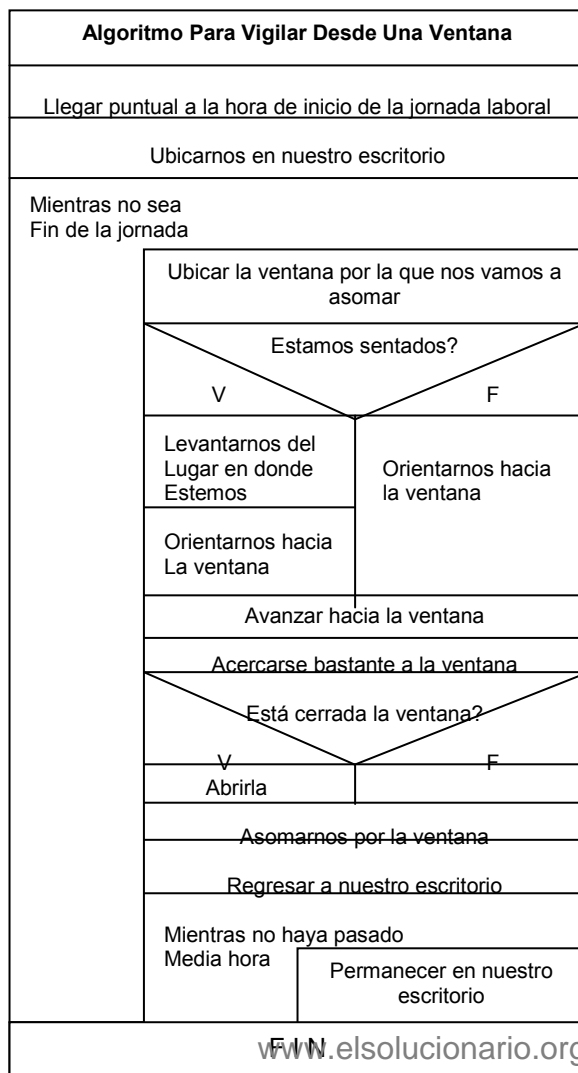 Algoritmo Para Vigilar Desde Una Ventana
Llegar puntual a la hora de inicio de la jornada laboral
Ubicarnos en nuestro escritorio
Mientras no sea
Fin de la jornada
Ubicar la ventana por la que nos vamos a
asomar
Estamos sentados?
V F
Levantarnos del
Lugar en donde
Estemos
Orientarnos hacia
la ventana
Orientarnos hacia
La ventana
Avanzar hacia la ventana
Acercarse bastante a la ventana
Está cerrada la ventana?
V F
Abrirla
Asomarnos por la ventana
Regresar a nuestro escritorio
Mientras no haya pasado
Media hora
Permanecer en nuestro
escritorio
F I N
www.elsolucionario.org